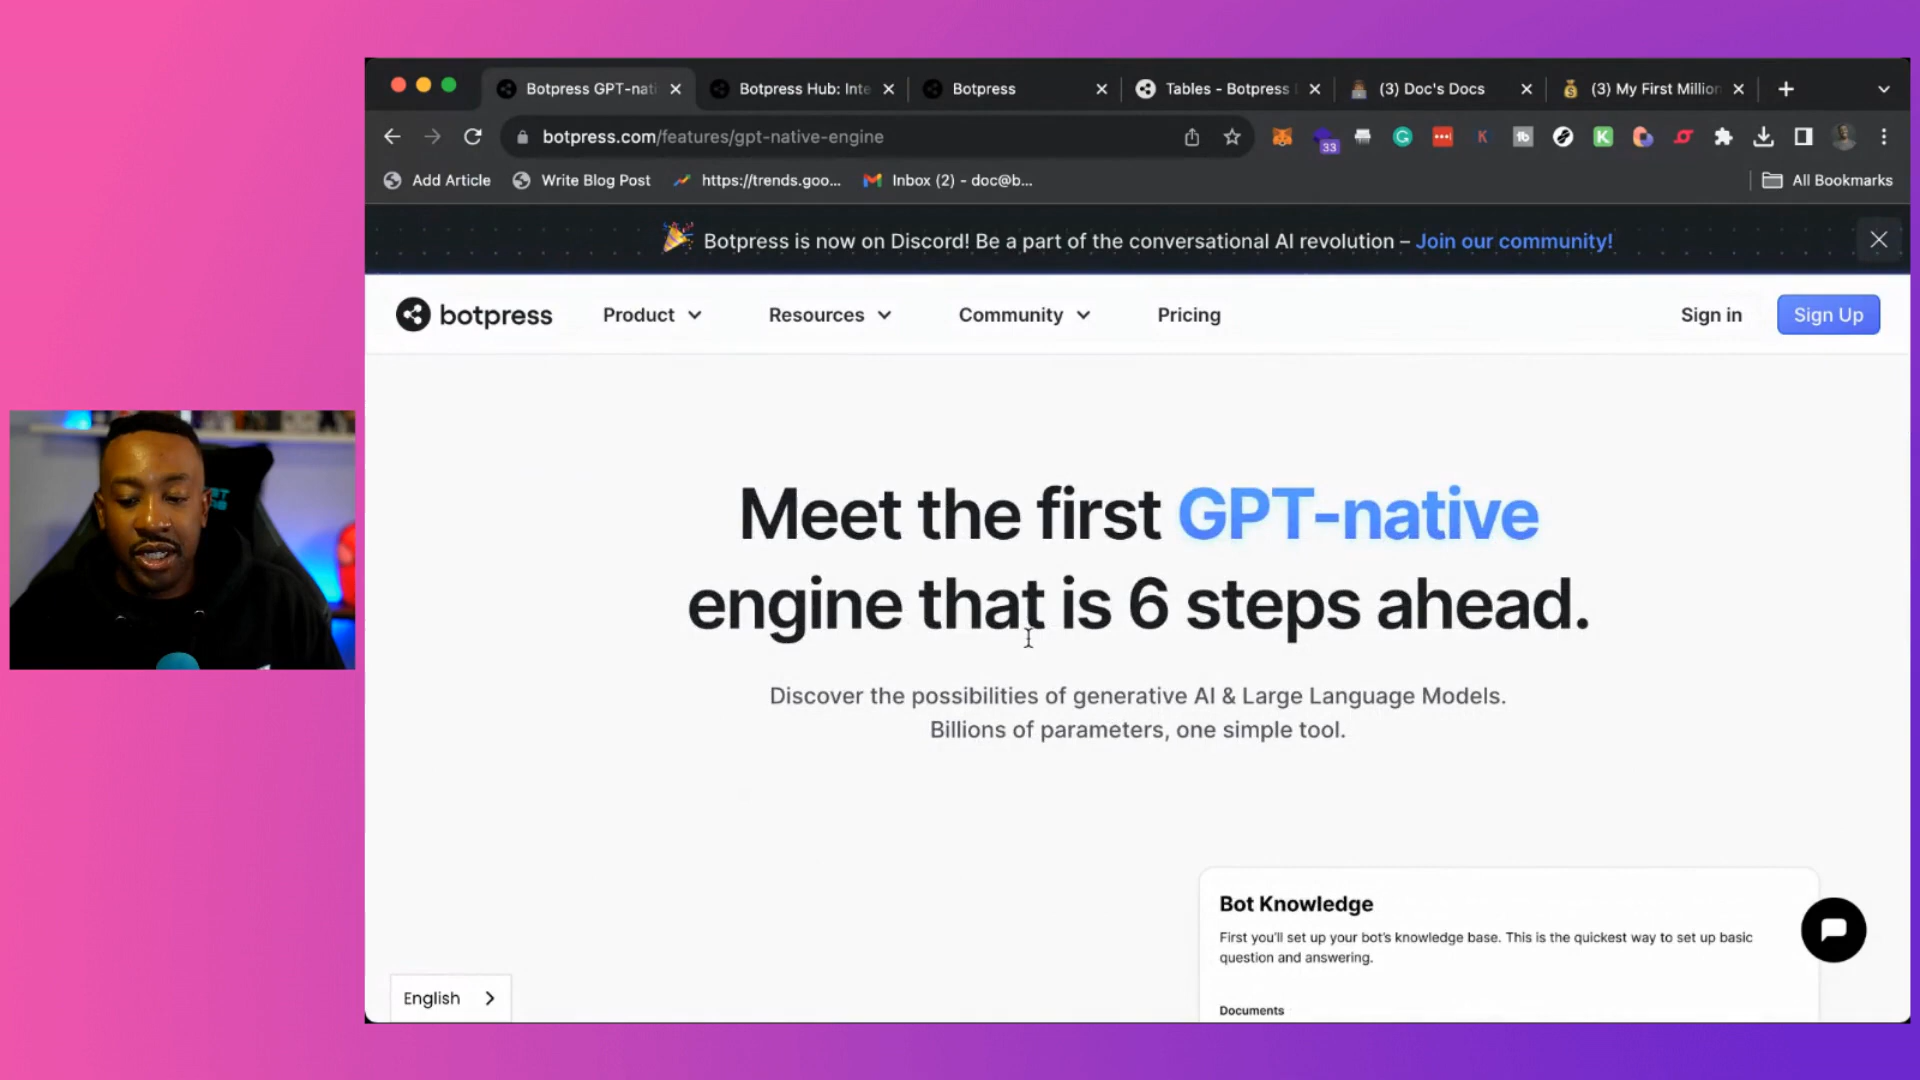 Botpress GPT-nati
Botpress Hub: Inte
Botpress
Tables - Botpress
(3) Doc's Docs
(3) My First Million
botpress.com/features/gpt-native-engine
33
Add Article
Write Blog Post
https://trends.goo...
Inbox (2) - doc@b...
All Bookmarks
Botpress is now on Discord! Be a part of the conversational AI revolution – Join our community!
botpress
Product
Resources
Community
Pricing
Sign in
Sign Up
Meet the first GPT-native
engine that is 6 steps ahead.
Discover the possibilities of generative AI & Large Language Models.
Billions of parameters, one simple tool.
Bot Knowledge
First you'll set up your bot's knowledge base. This is the quickest way to set up basic
question and answering.
Documents
English